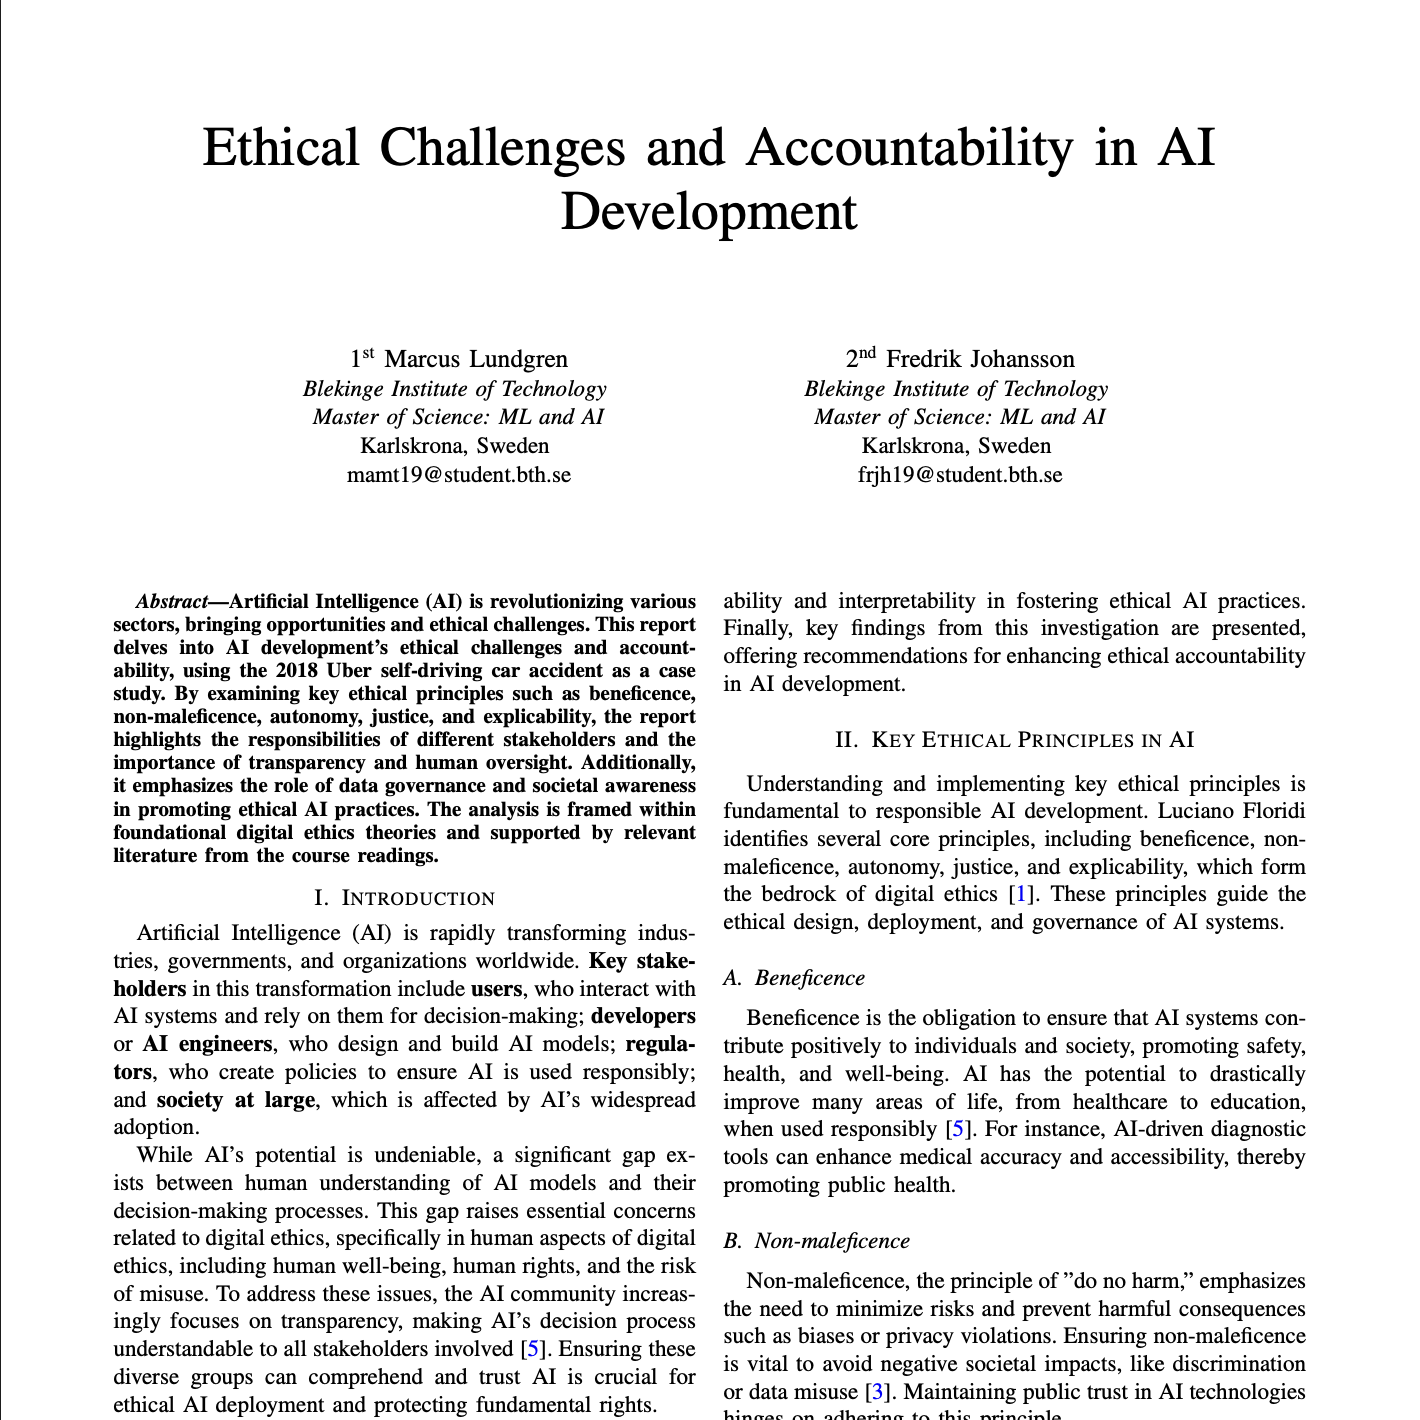 Ethical Challenges and Accountability in AI
Development
1st Marcus Lundgren
Blekinge Institute of Technology
Master of Science: ML and AI
Karlskrona, Sweden
mamt19@student.bth.se
2nd Fredrik Johansson
Blekinge Institute of Technology
Master of Science: ML and AI
Karlskrona, Sweden
frjh19@student.bth.se
Abstract—Artificial Intelligence (AI) is revolutionizing various
sectors, bringing opportunities and ethical challenges. This report
delves into AI development's ethical challenges and account-
ability, using the 2018 Uber self-driving car accident as a case
study. By examining key ethical principles such as beneficence,
non-maleficence, autonomy, justice, and explicability, the report
highlights the responsibilities of different stakeholders and the
importance of transparency and human oversight. Additionally,
it emphasizes the role of data governance and societal awareness
in promoting ethical AI practices. The analysis is framed within
foundational digital ethics theories and supported by relevant
literature from the course readings.
I. INTRODUCTION
Artificial Intelligence (AI) is rapidly transforming indus-
tries, governments, and organizations worldwide. Key stake-
holders in this transformation include users, who interact with
AI systems and rely on them for decision-making; developers
or AI engineers, who design and build AI models; regula-
tors, who create policies to ensure AI is used responsibly;
and society at large, which is affected by AI's widespread
adoption.
While AI's potential is undeniable, a significant gap ex-
ists between human understanding of AI models and their
decision-making processes. This gap raises essential concerns
related to digital ethics, specifically in human aspects of digital
ethics, including human well-being, human rights, and the risk
of misuse. To address these issues, the AI community increas-
ingly focuses on transparency, making AI's decision process
understandable to all stakeholders involved [5]. Ensuring these
diverse groups can comprehend and trust AI is crucial for
ethical AI deployment and protecting fundamental rights.
ability and interpretability in fostering ethical AI practices.
Finally, key findings from this investigation are presented,
offering recommendations for enhancing ethical accountability
in AI development.
II. KEY ETHICAL PRINCIPLES IN AI
Understanding and implementing key ethical principles is
fundamental to responsible AI development. Luciano Floridi
identifies several core principles, including beneficence, non-
maleficence, autonomy, justice, and explicability, which form
the bedrock of digital ethics [1]. These principles guide the
ethical design, deployment, and governance of AI systems.
A. Beneficence
Beneficence is the obligation to ensure that AI systems con-
tribute positively to individuals and society, promoting safety,
health, and well-being. AI has the potential to drastically
improve many areas of life, from healthcare to education,
when used responsibly [5]. For instance, AI-driven diagnostic
tools can enhance medical accuracy and accessibility, thereby
promoting public health.
B. Non-maleficence
Non-maleficence, the principle of ”do no harm,” emphasizes
the need to minimize risks and prevent harmful consequences
such as biases or privacy violations. Ensuring non-maleficence
is vital to avoid negative societal impacts, like discrimination
or data misuse [3]. Maintaining public trust in AI technologies
hinges on adhering to this principle.